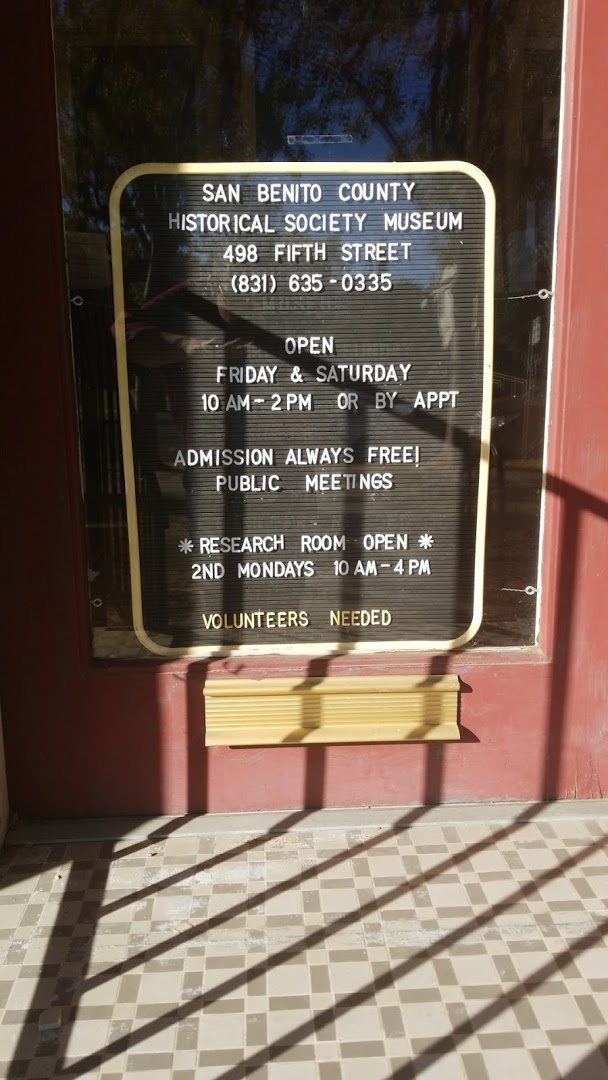 SAN BENITO COUNTY
HISTORICAL SOCIETY MUSEUM
498 FIFTH STREET
(831) 635-0335
OPEN
FRIDAY & SATURDAY
10 AM-2 PM OR BY APPT
ADMISSION ALWAYS FREE!
PUBLIC MEETINGS
* RESEARCH ROOM OPEN *
2ND MONDAYS 10 AM-4 PM
VOLUNTEERS NEEDED